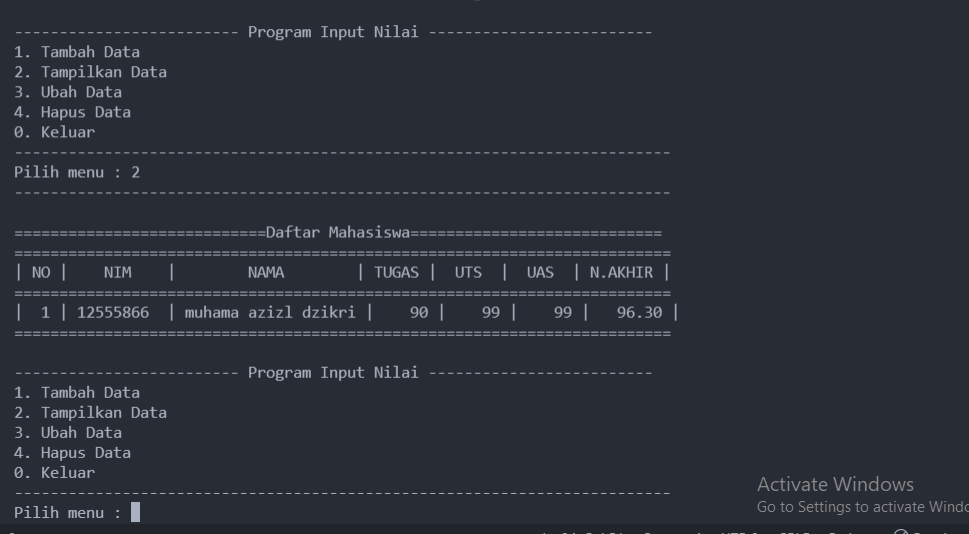 ------------------------- Program Input Nilai -------------------------
1. Tambah Data
2. Tampilkan Data
3. Ubah Data
4. Hapus Data
0. Keluar
-------------------------------------------------------------------------
Pilih menu : 2
-------------------------------------------------------------------------
============================Daftar Mahasiswa============================
=========================================================================
| NO | NIM | NAMA | TUGAS | UTS | UAS | N.AKHIR |
=========================================================================
| 1 | 12555866 | muhama azizl dzikri | 90 | 99 | 99 | 96.30 |
=========================================================================
------------------------- Program Input Nilai -------------------------
1. Tambah Data
2. Tampilkan Data
3. Ubah Data
4. Hapus Data
0. Keluar
-------------------------------------------------------------------------
Pilih menu :
Activate Windows
Go to Settings to activate